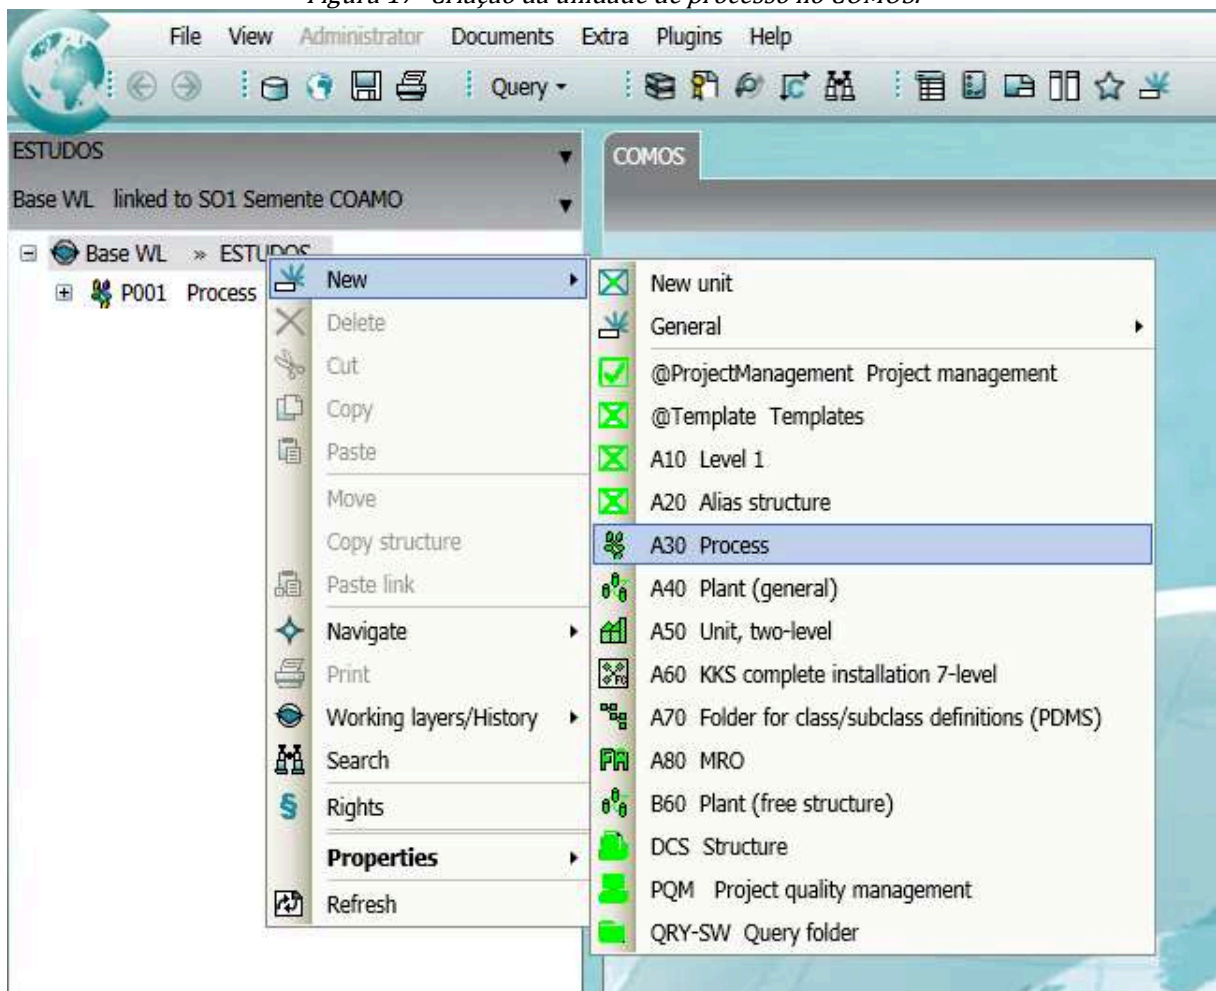 Figura 17 - Criação da unidade de processo no COMOS.
File View Administrator Documents Extra Plugins Help
Query
ESTUDOS
COMOS
Base WL linked to SO1 Semente COAMO
Base WL » ESTUDOS
P001 Process
New
Delete
Cut
Copy
Paste
Move
Copy structure
Paste link
Navigate
Print
Working layers/History
Search
Rights
Properties
Refresh
New unit
General
@ProjectManagement Project management
@Template Templates
A10 Level 1
A20 Alias structure
A30 Process
A40 Plant (general)
A50 Unit, two-level
A60 KKS complete installation 7-level
A70 Folder for class/subclass definitions (PDMS)
A80 MRO
B60 Plant (free structure)
DCS Structure
PQM Project quality management
QRY-SW Query folder